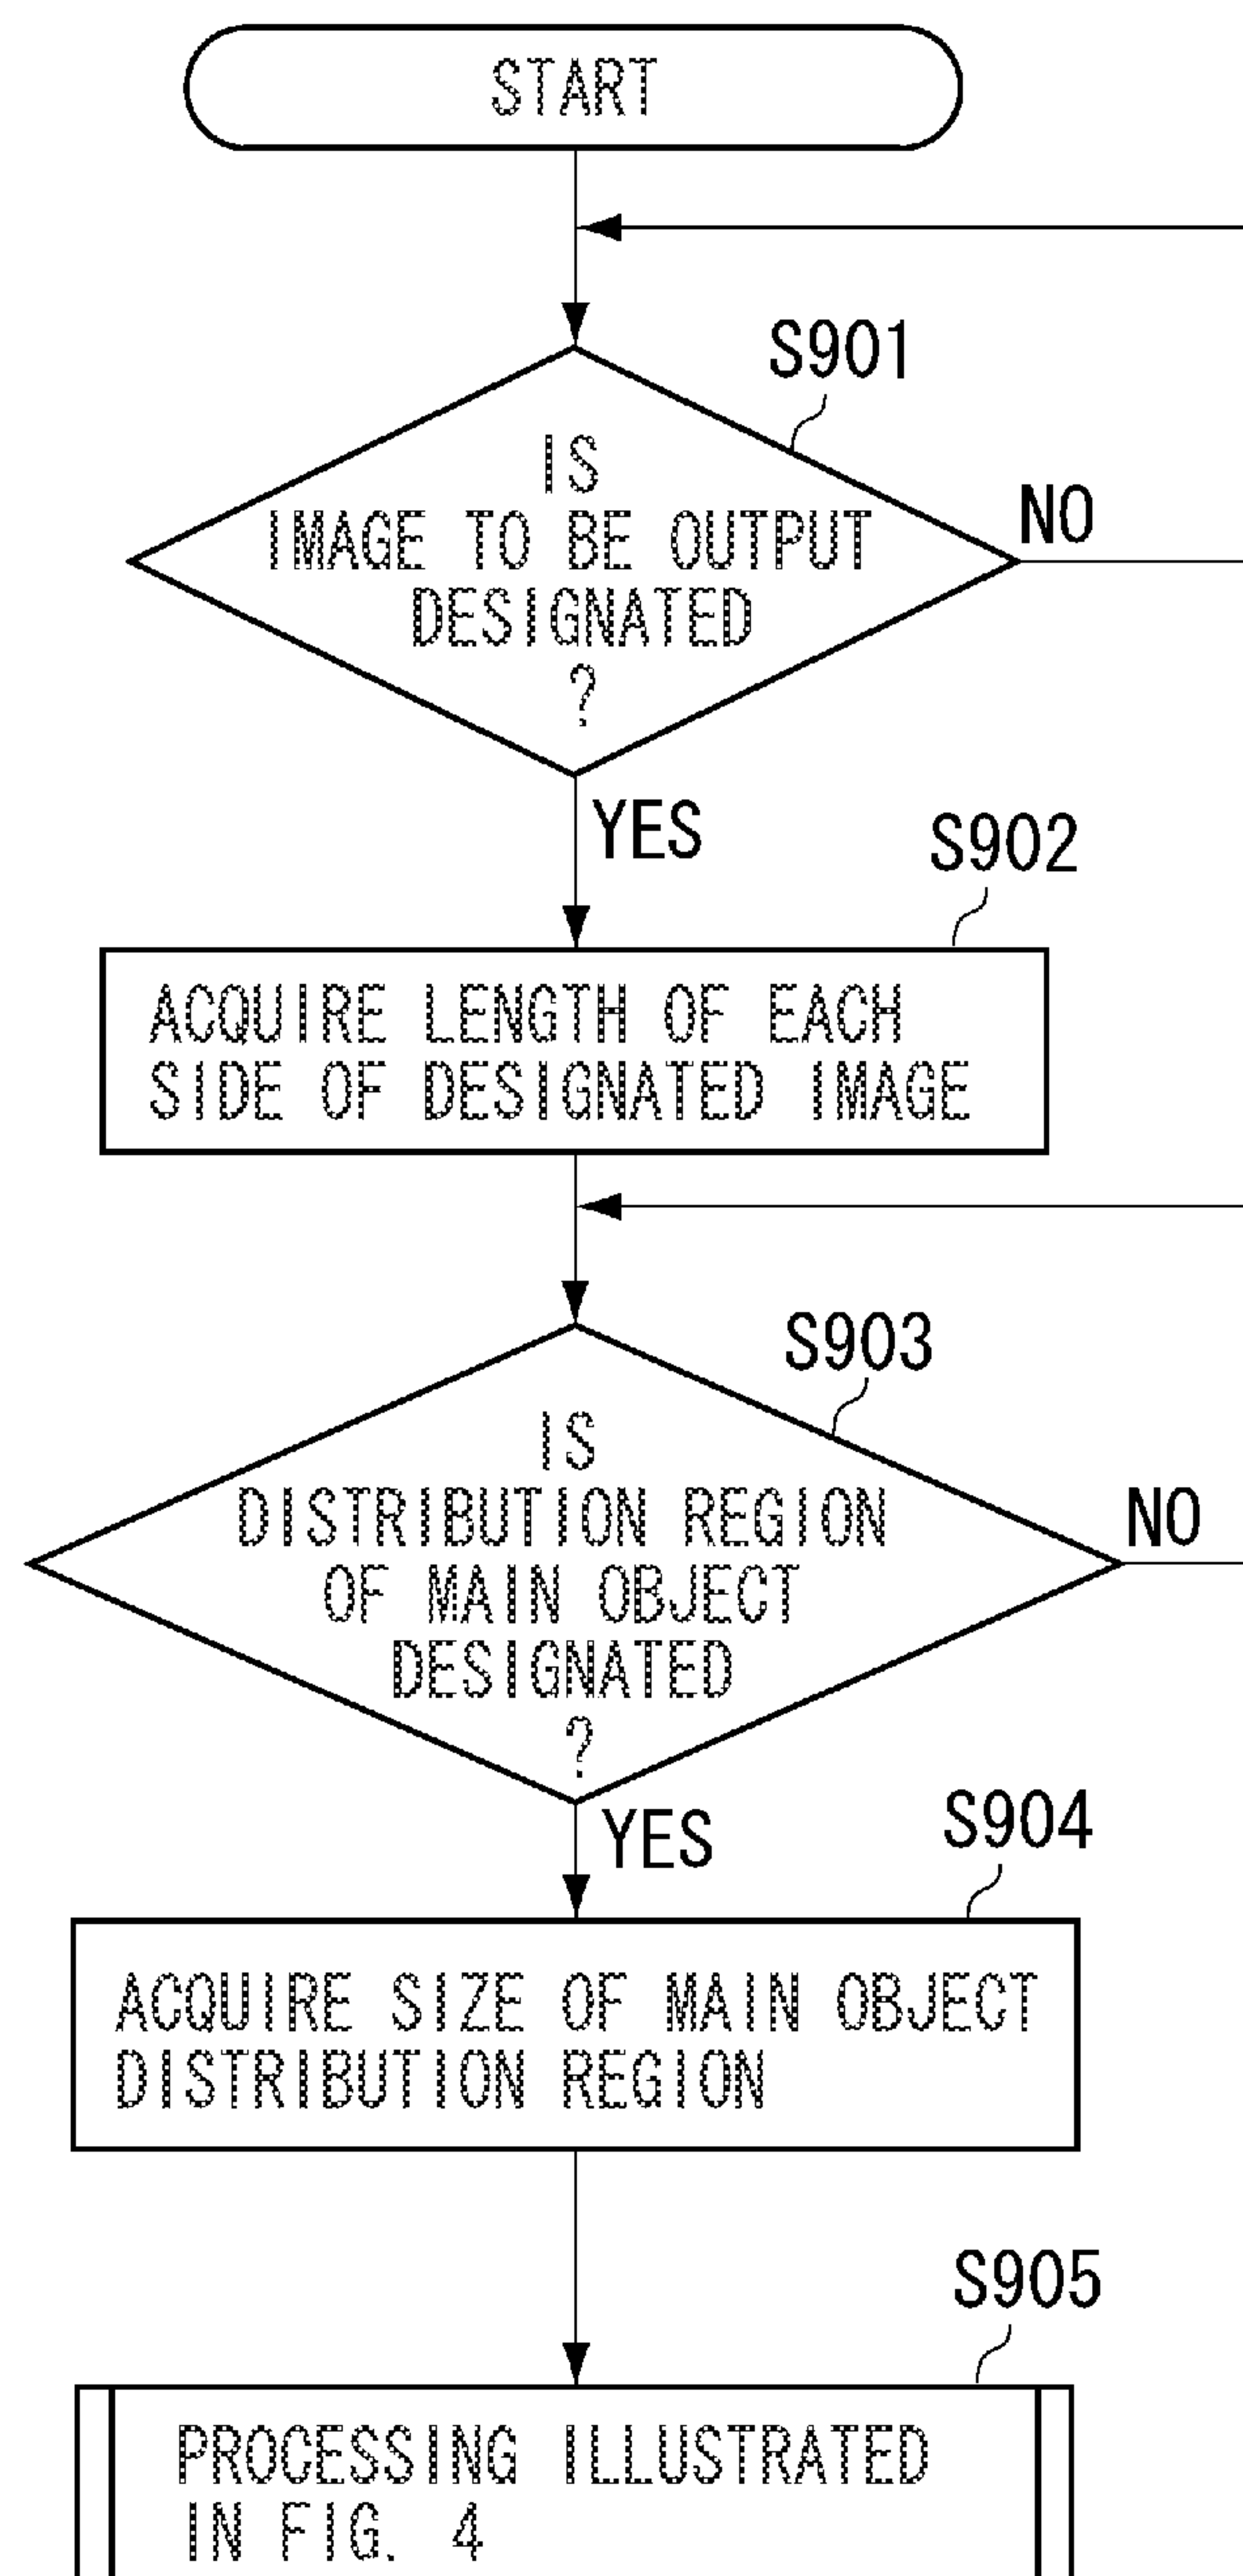 START
S901
IS
IMAGE TO BE OUTPUT
DESIGNATED
?
NO
YES
S902
ACQUIRE LENGTH OF EACH
SIDE OF DESIGNATED IMAGE
S903
IS
DISTRIBUTION REGION
OF MAIN OBJECT
DESIGNATED
?
NO
YES
S904
ACQUIRE SIZE OF MAIN OBJECT
DISTRIBUTION REGION
S905
PROCESSING ILLUSTRATED
IN FIG. 4